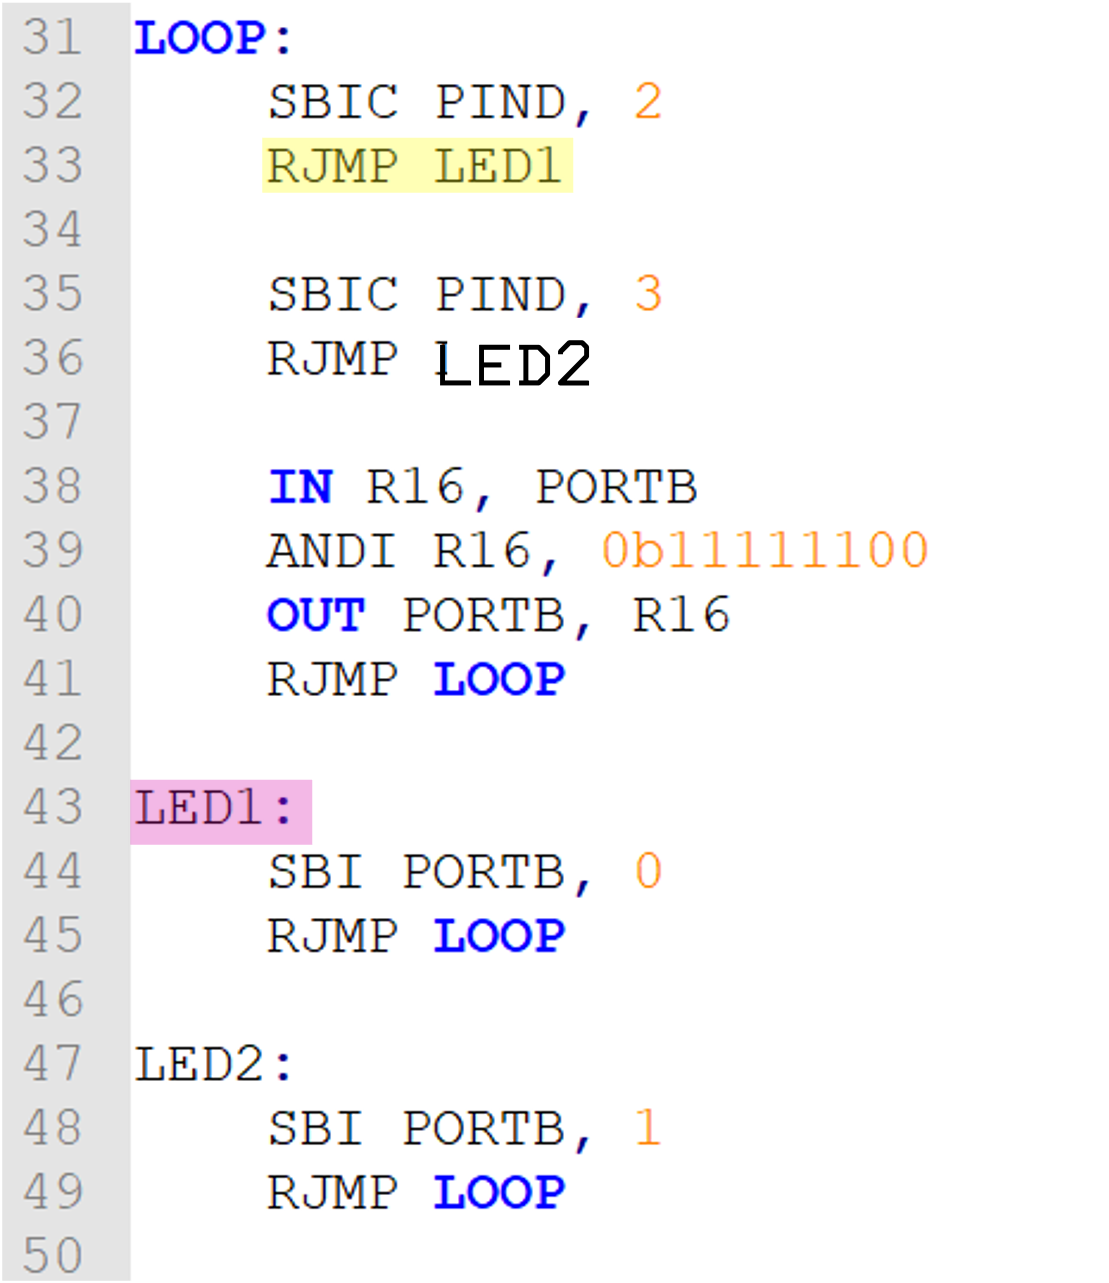 31 LOOP:
32 SBIC PIND, 2
33 RJMP LED1
34
35 SBIC PIND, 3
36 RJMP LED2
37
38 IN R16, PORTB
39 ANDI R16, 0b11111100
40 OUT PORTB, R16
41 RJMP LOOP
42
43 LED1:
44 SBI PORTB, 0
45 RJMP LOOP
46
47 LED2:
48 SBI PORTB, 1
49 RJMP LOOP
50